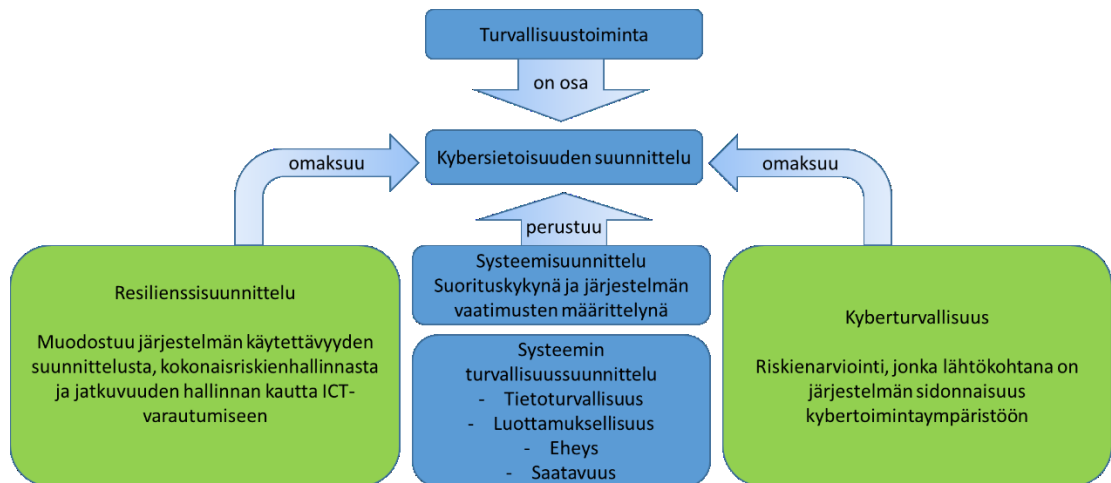 Turvallisuustoiminta
on osa
Kybersietoisuuden suunnittelu
omaksuu
omaksuu
perustuu
Resilienssisuunnittelu
Muodostuu järjestelmän käytettävyyden
suunnittelusta, kokonaisriskienhallinnasta
ja jatkuvuuden hallinnan kautta ICT-
varautumiseen
Systeemisuunnittelu
Suorituskykynä ja järjestelmän
vaatimusten määrittelynä
Systeemin
turvallisuussuunnittelu
- Tietoturvallisuus
- Luottamuksellisuus
- Eheys
- Saatavuus
Kyberturvallisuus
Riskienarviointi, jonka lähtökohtana on
järjestelmän sidonnaisuus
kybertoimintaympäristöön